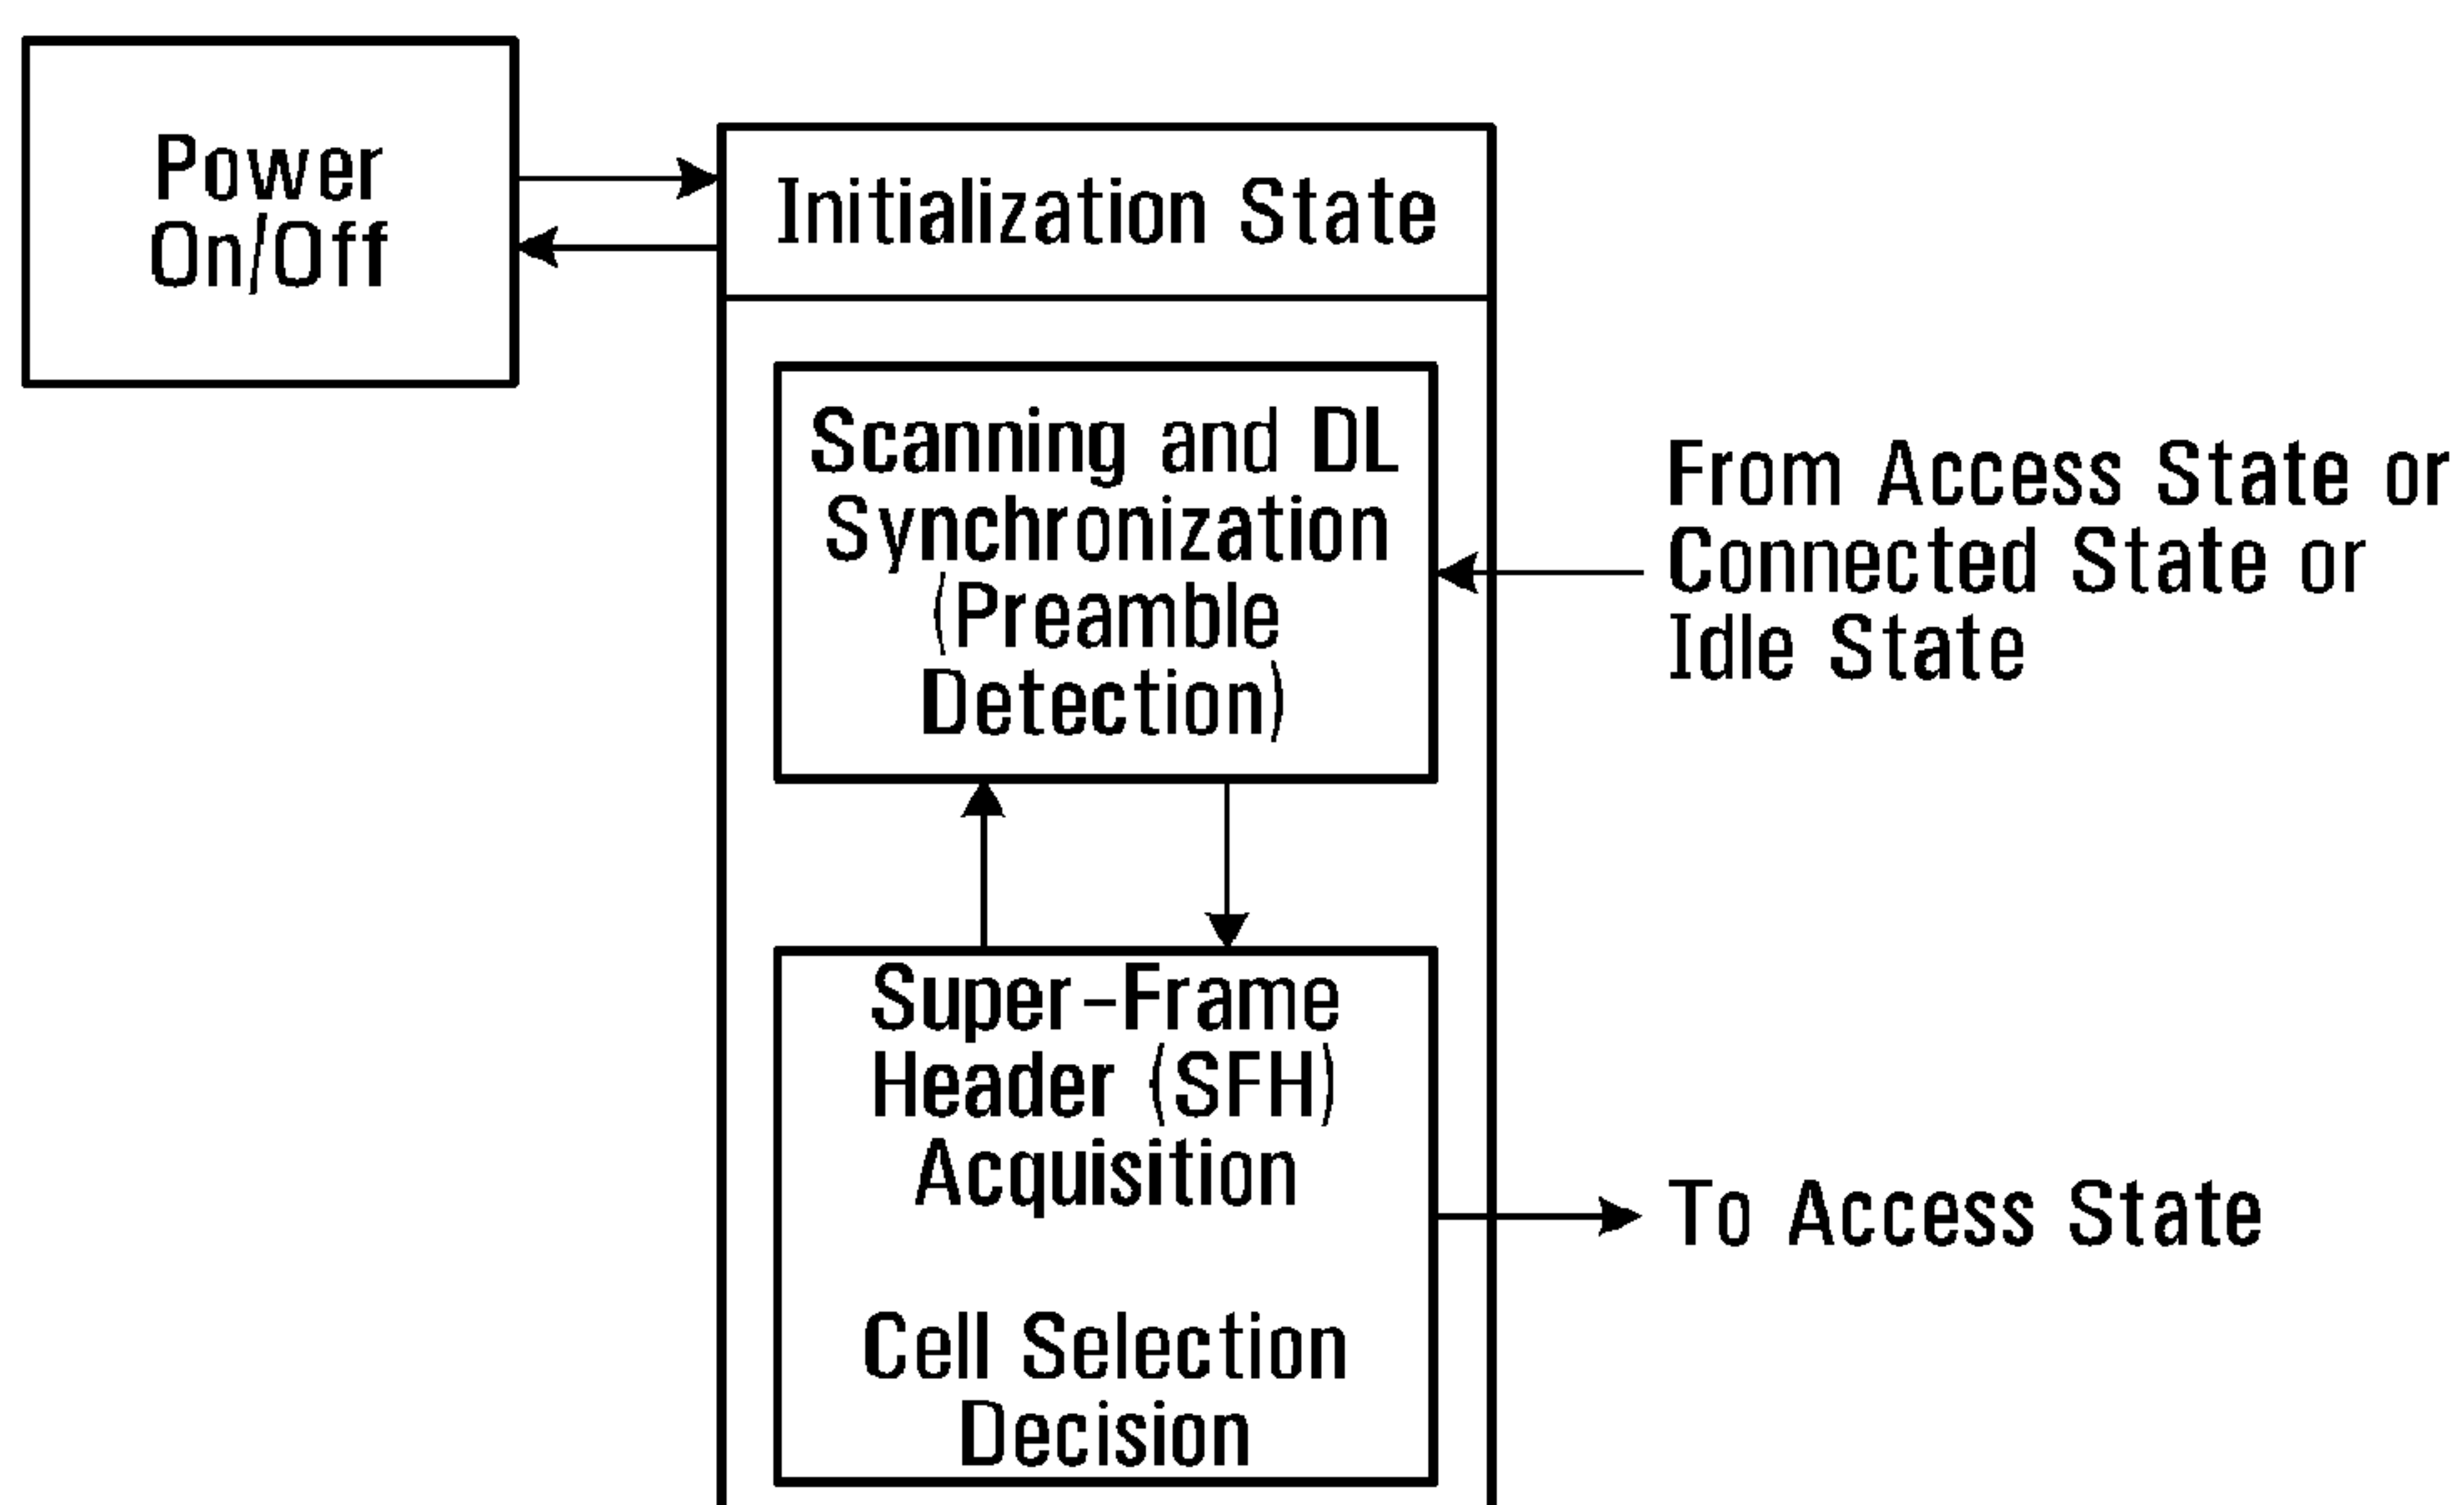 Power
On/Off
Initialization State
Scanning and DL
Synchronization
(Preamble
Detection)
From Access State or
Connected State or
Idle State
Super-Frame
Header (SFH)
Acquisition
Cell Selection
Decision
To Access State